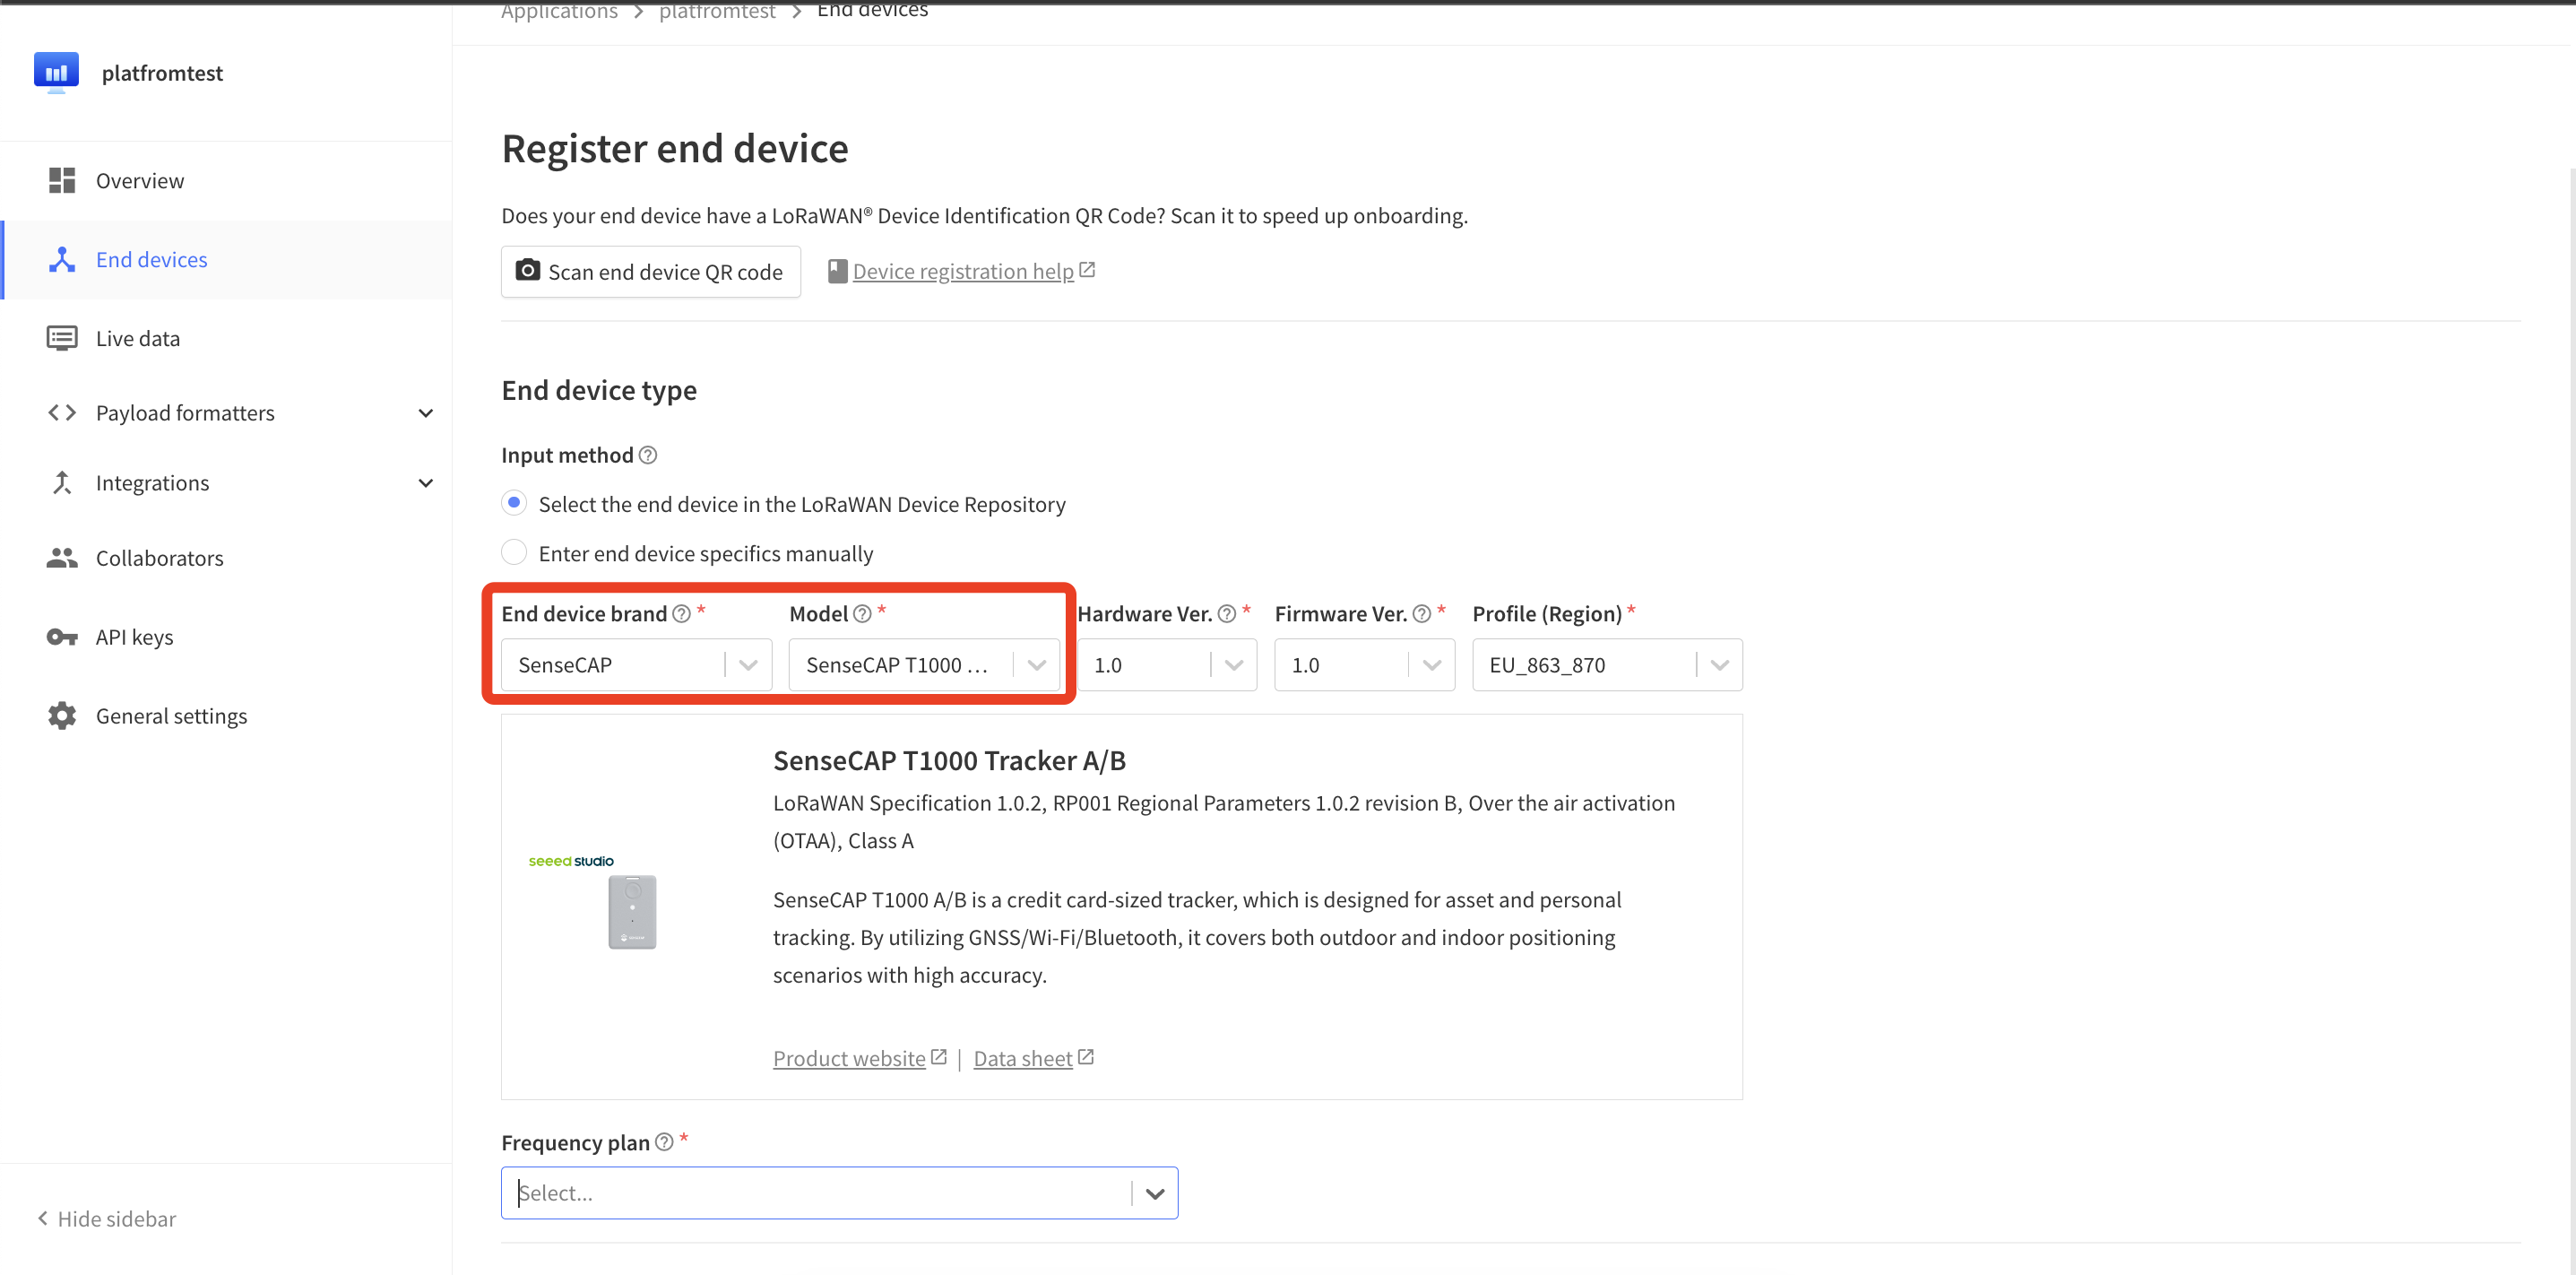 Applications > platfromtest > End devices
platfromtest
Overview
End devices
Live data
Payload formatters
Integrations
Collaborators
API keys
General settings
Hide sidebar
Register end device
Does your end device have a LoRaWAN® Device Identification QR Code? Scan it to speed up onboarding.
Scan end device QR code
Device registration help
End device type
Input method
Select the end device in the LoRaWAN Device Repository
Enter end device specifics manually
End device brand * Model * Hardware Ver. * Firmware Ver. * Profile (Region) *
SenseCAP SenseCAP T1000 ... 1.0 1.0 EU_863_870
seeed studio
SenseCAP T1000 Tracker A/B
LoRaWAN Specification 1.0.2, RP001 Regional Parameters 1.0.2 revision B, Over the air activation
(OTAA), Class A
SenseCAP T1000 A/B is a credit card-sized tracker, which is designed for asset and personal
tracking. By utilizing GNSS/Wi-Fi/Bluetooth, it covers both outdoor and indoor positioning
scenarios with high accuracy.
Product website | Data sheet
Frequency plan *
Select...